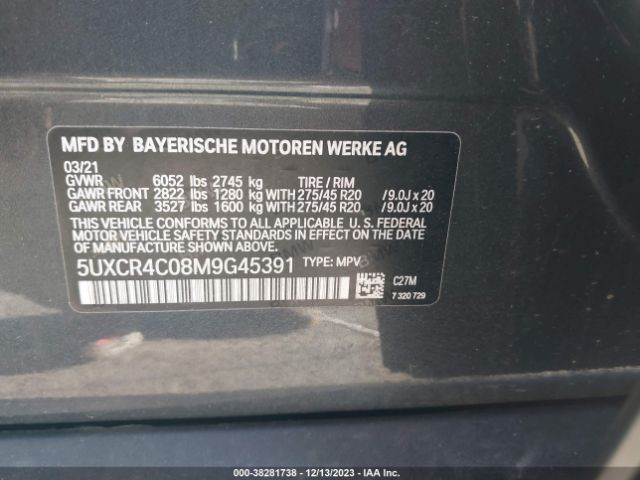 MFD BY BAYERISCHE MOTOREN WERKE AG
03/21
GVWR 6052 lbs 2745 kg TIRE / RIM
GAWR FRONT 2822 lbs 1280 kg WITH 275/45 R20 /9.0J x 20
GAWR REAR 3527 lbs 1600 kg WITH 275/45 R20 /9.0J x 20
THIS VEHICLE CONFORMS TO ALL APPLICABLE U. S. FEDERAL
MOTOR VEHICLE SAFETY STANDARDS IN EFFECT ON THE DATE
OF MANUFACTURE SHOWN ABOVE.
5UXCR4C08M9G45391 TYPE: MPV
C27M
7 320 729
000-38281738 - 12/13/2023 - IAA Inc.